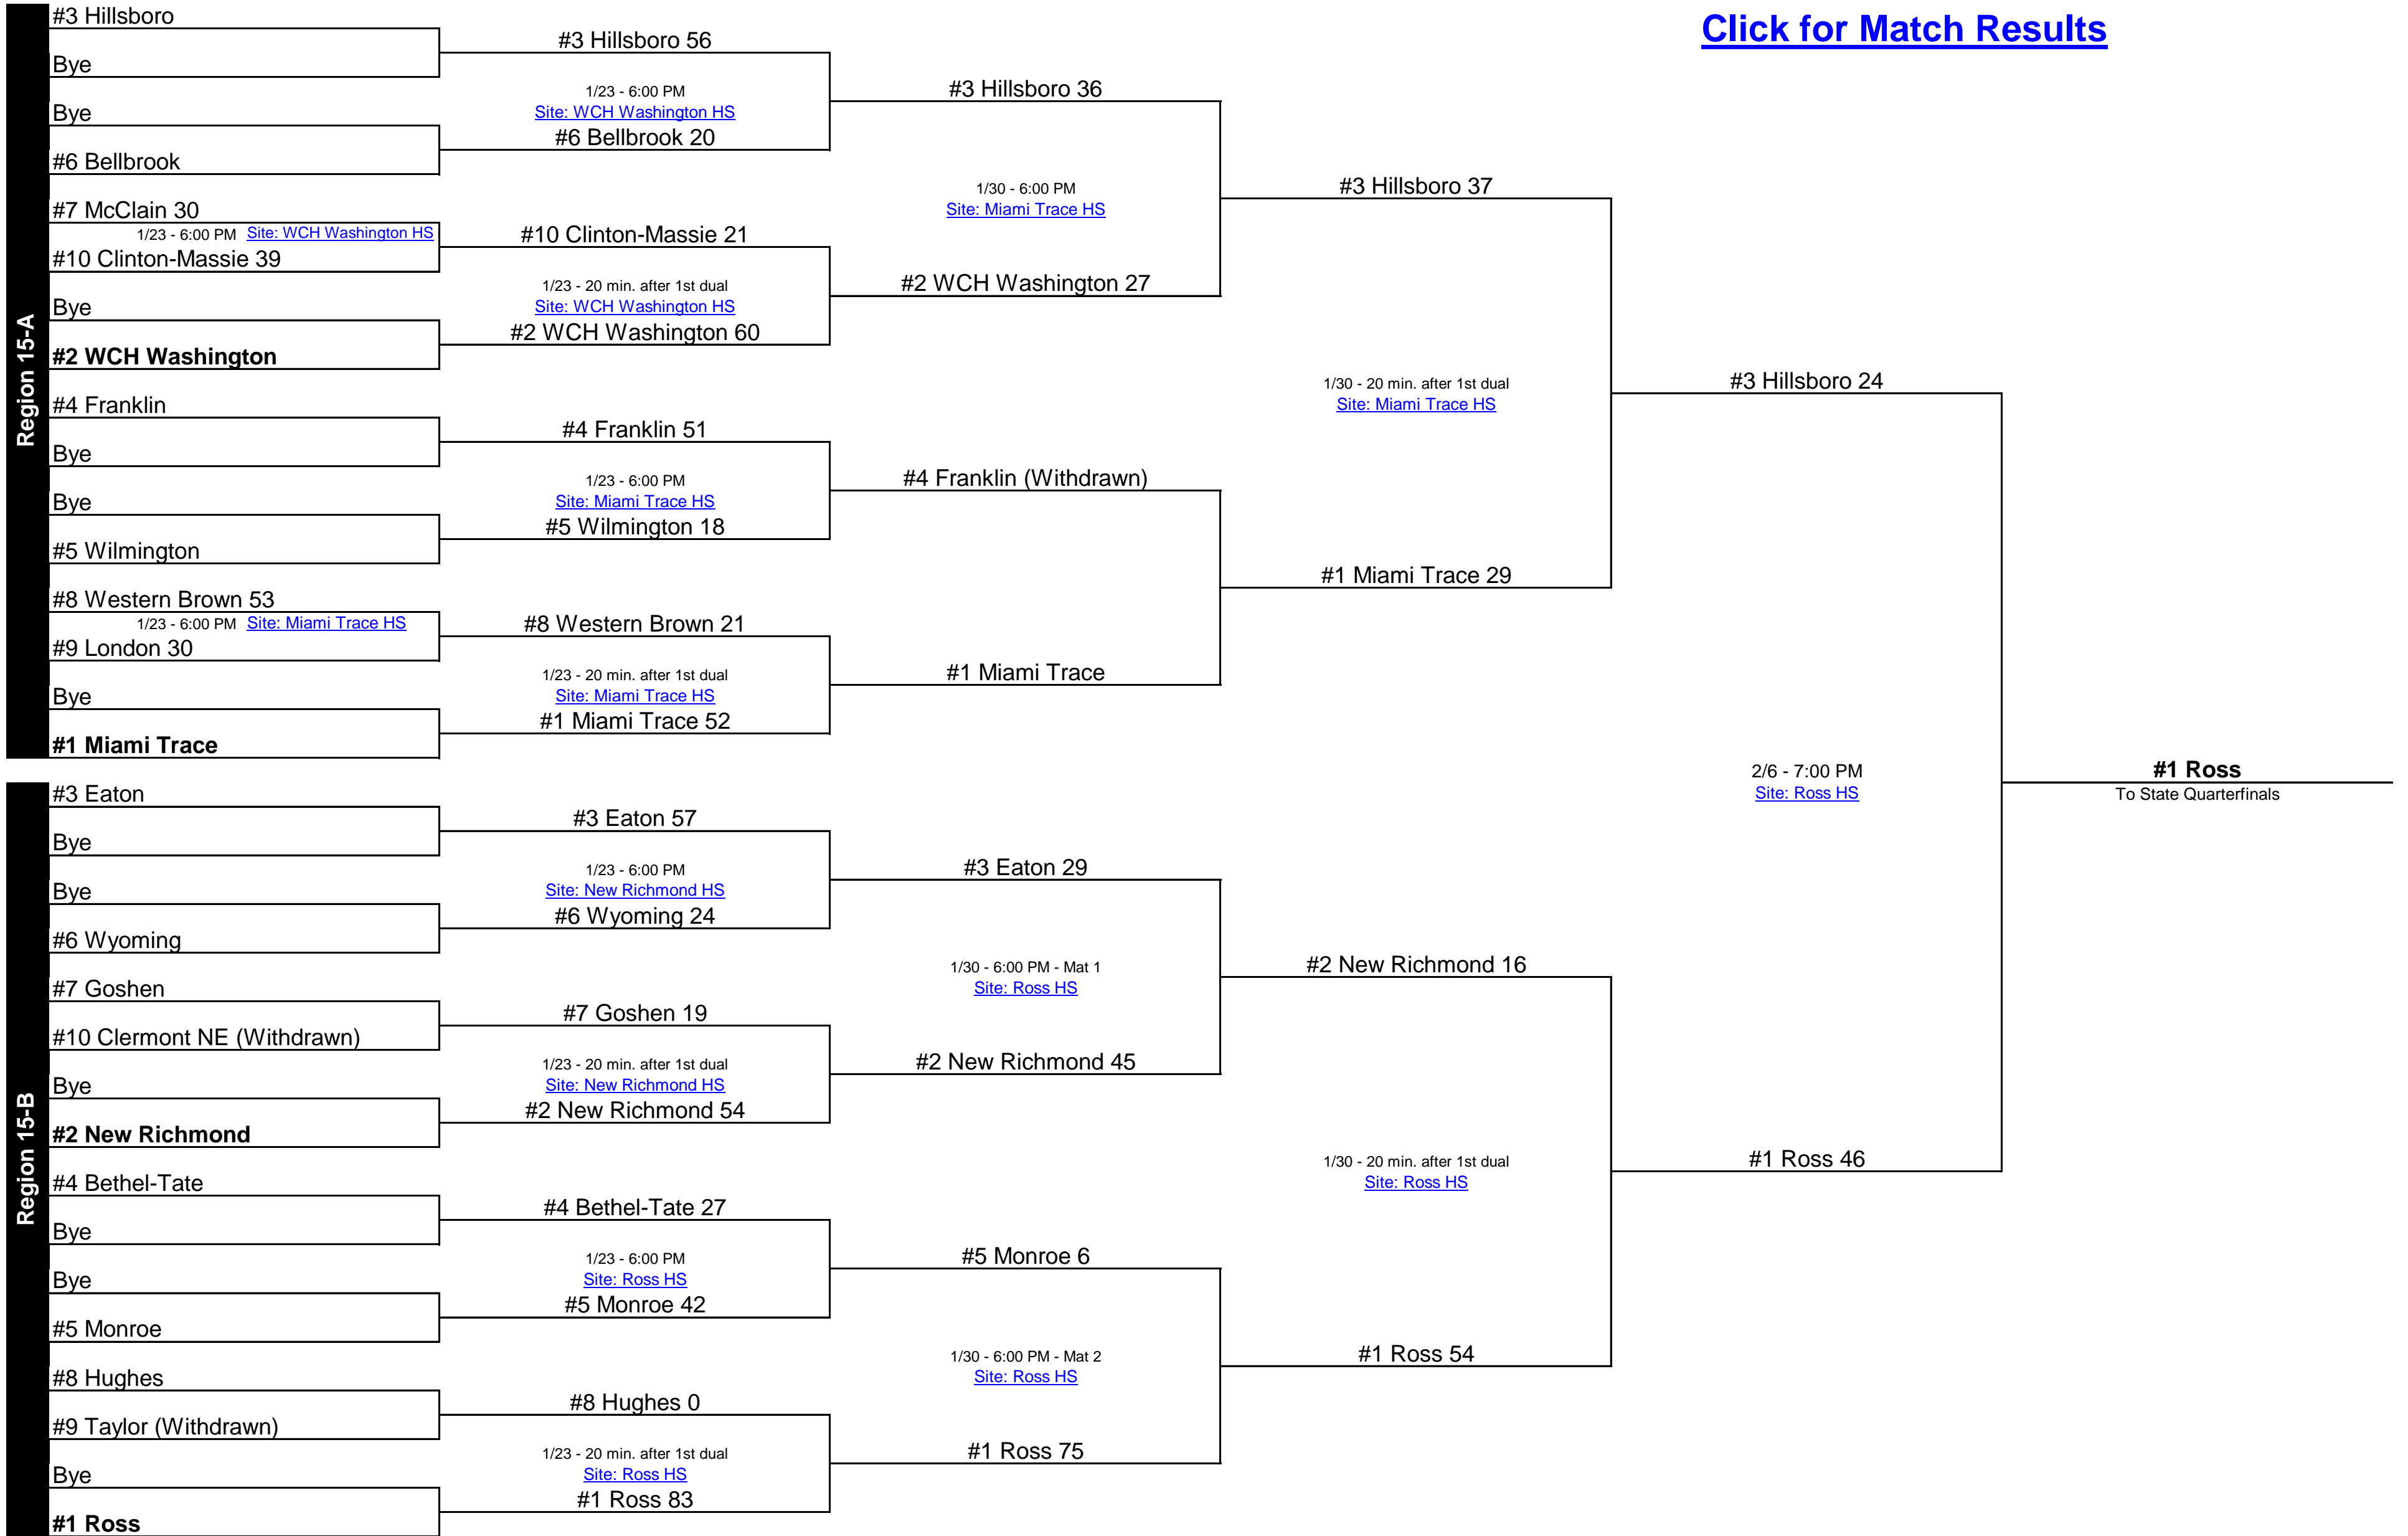 Click for Match Results
Region 15-A
#3 Hillsboro
Bye
Bye
#6 Bellbrook
#7 McClain 30
1/23 - 6:00 PM Site: WCH Washington HS
#10 Clinton-Massie 39
Bye
#2 WCH Washington
#4 Franklin
Bye
Bye
#5 Wilmington
#8 Western Brown 53
1/23 - 6:00 PM Site: Miami Trace HS
#9 London 30
Bye
#1 Miami Trace
#3 Hillsboro 56
1/23 - 6:00 PM
Site: WCH Washington HS
#6 Bellbrook 20
#10 Clinton-Massie 21
1/23 - 20 min. after 1st dual
Site: WCH Washington HS
#2 WCH Washington 60
#4 Franklin 51
1/23 - 6:00 PM
Site: Miami Trace HS
#5 Wilmington 18
#8 Western Brown 21
1/23 - 20 min. after 1st dual
Site: Miami Trace HS
#1 Miami Trace 52
#3 Hillsboro 36
1/30 - 6:00 PM
Site: Miami Trace HS
#2 WCH Washington 27
#4 Franklin (Withdrawn)
#1 Miami Trace
#3 Hillsboro 37
1/30 - 20 min. after 1st dual
Site: Miami Trace HS
#1 Miami Trace 29
#3 Hillsboro 24
Region 15-B
#3 Eaton
Bye
Bye
#6 Wyoming
#7 Goshen
#10 Clermont NE (Withdrawn)
Bye
#2 New Richmond
#4 Bethel-Tate
Bye
Bye
#5 Monroe
#8 Hughes
#9 Taylor (Withdrawn)
Bye
#1 Ross
#3 Eaton 57
1/23 - 6:00 PM
Site: New Richmond HS
#6 Wyoming 24
#7 Goshen 19
1/23 - 20 min. after 1st dual
Site: New Richmond HS
#2 New Richmond 54
#4 Bethel-Tate 27
1/23 - 6:00 PM
Site: Ross HS
#5 Monroe 42
#8 Hughes 0
1/23 - 20 min. after 1st dual
Site: Ross HS
#1 Ross 83
#3 Eaton 29
1/30 - 6:00 PM - Mat 1
Site: Ross HS
#2 New Richmond 45
#5 Monroe 6
1/30 - 6:00 PM - Mat 2
Site: Ross HS
#1 Ross 75
#2 New Richmond 16
1/30 - 20 min. after 1st dual
Site: Ross HS
#1 Ross 54
#1 Ross 46
2/6 - 7:00 PM
Site: Ross HS
#1 Ross
To State Quarterfinals